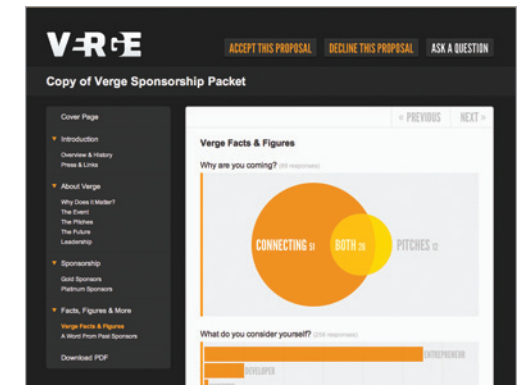 VERGE
ACCEPT THIS PROPOSAL
DECLINE THIS PROPOSAL
ASK A QUESTION
Copy of Verge Sponsorship Packet
Cover Page
Introduction
Overview & History
Press & Links
About Verge
Why Does it Matter?
The Event
The Pitches
The Future
Leadership
Sponsorship
Gold Sponsors
Platinum Sponsors
Facts, Figures & More
Verge Facts & Figures
A Word From Past Sponsors
Download PDF
« PREVIOUS
NEXT »
Verge Facts & Figures
Why are you coming? (89 responses)
CONNECTING 51
BOTH 26
PITCHES 12
What do you consider yourself? responses)
ENTREPRENEUR
DEVELOPER